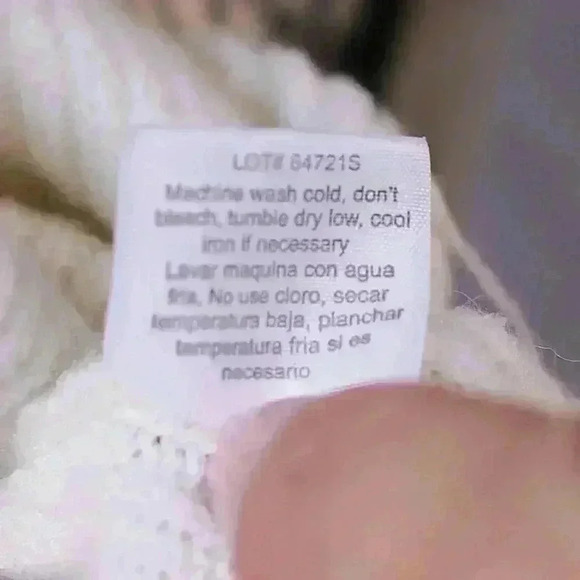 LOT# 64721S
Machine wash cold, don't
bleach, tumble dry low, cool
iron if necessary
Lavar maquina con agua
fria, No use cloro, secar
temperatura baja, planchar
temperatura fria si es
necesario